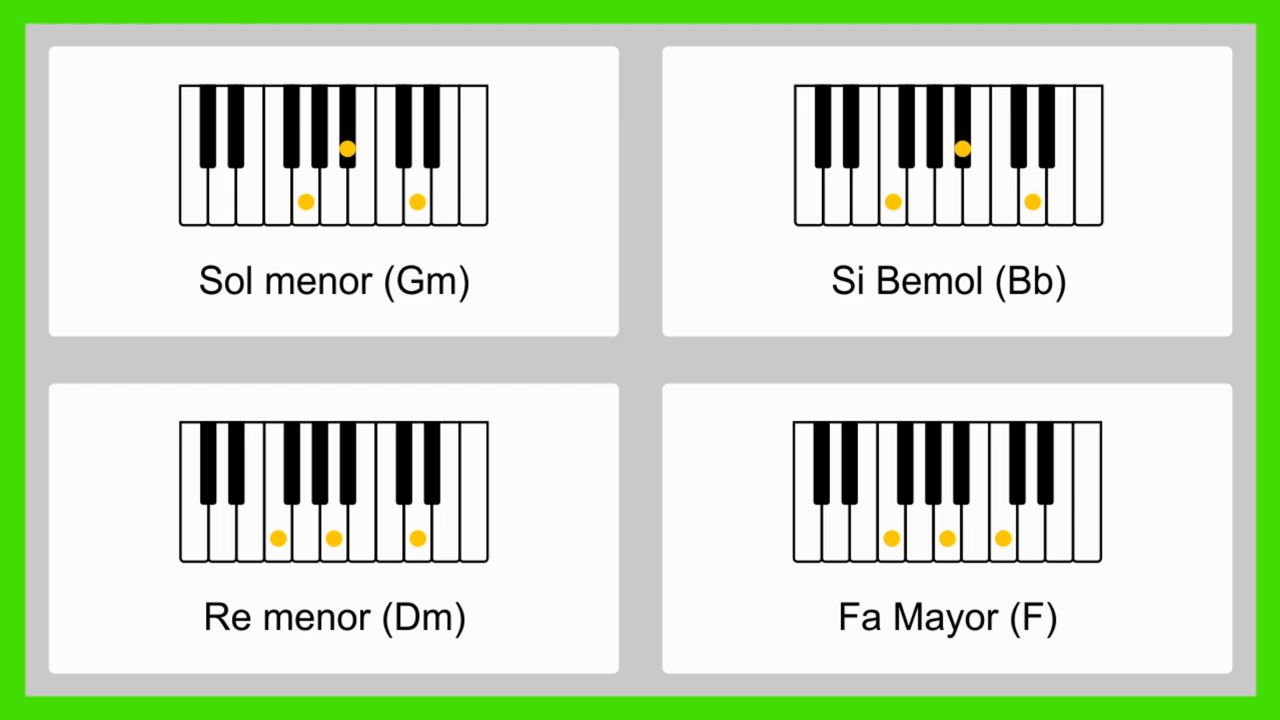 Sol menor (Gm)
Si Bemol (Bb)
Re menor (Dm)
Fa Mayor (F)